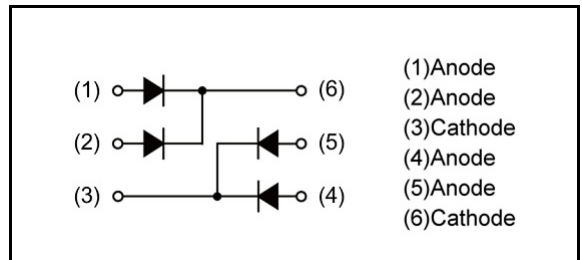 (1) (6)
(2) (5)
(3) (4)
(1)Anode
(2)Anode
(3)Cathode
(4)Anode
(5)Anode
(6)Cathode